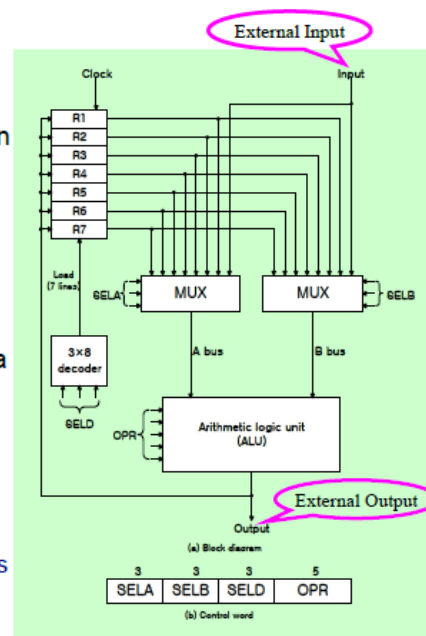 External Input
Clock
Input
n
R1
R2
R3
R4
R5
R6
R7
Load
(7 lines)
SELA
MUX
MUX
SELB
a
3×8
decoder
A bus
B bus
SELD
OPR
Arithmetic logic unit
(ALU)
External Output
Output
(a) Block diagram
s
3 3 3 5
SELA SELB SELD OPR
(b) Control word